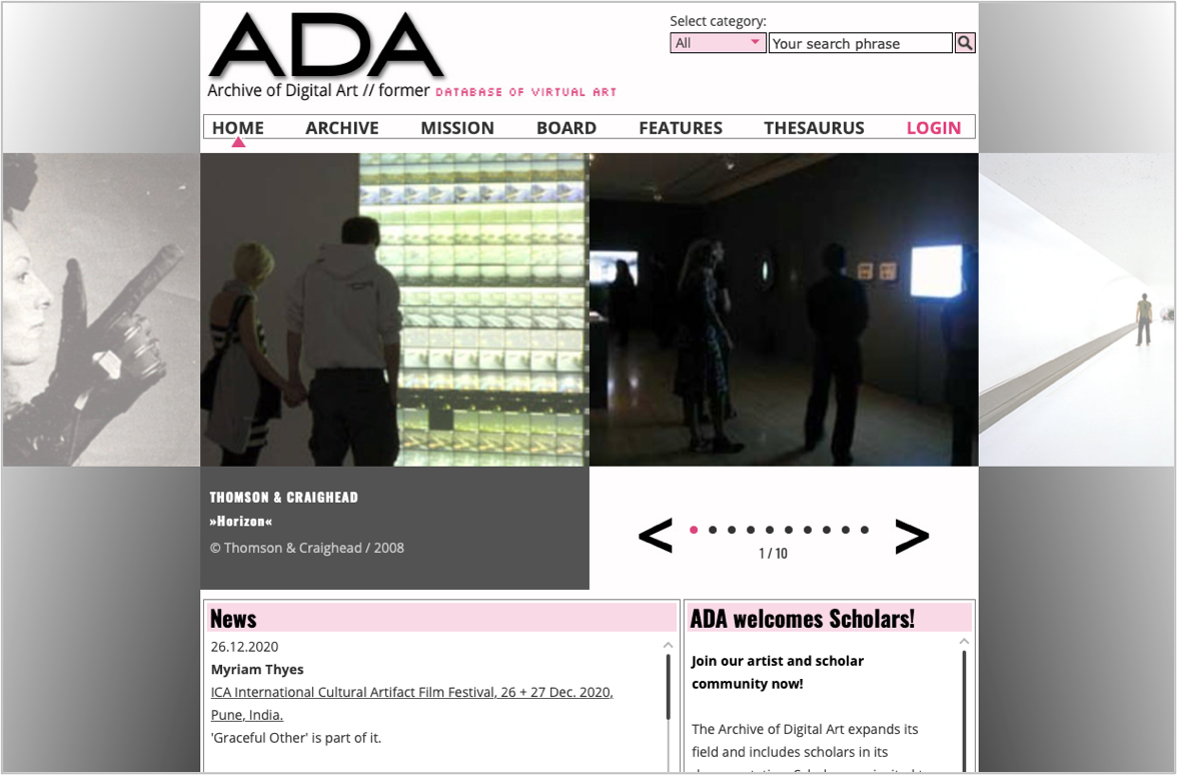 ADA
Select category:
All
Your search phrase
Archive of Digital Art // former DATABASE OF VIRTUAL ART
HOME ARCHIVE MISSION BOARD FEATURES THESAURUS LOGIN
THOMSON & CRAIGHEAD
»Horizon«
© Thomson & Craighead / 2008
< >
1 / 10
News
26.12.2020
Myriam Thyes
ICA International Cultural Artifact Film Festival, 26 + 27 Dec. 2020,
Pune, India.
'Graceful Other' is part of it.
ADA welcomes Scholars!
Join our artist and scholar
community now!
The Archive of Digital Art expands its
field and includes scholars in its